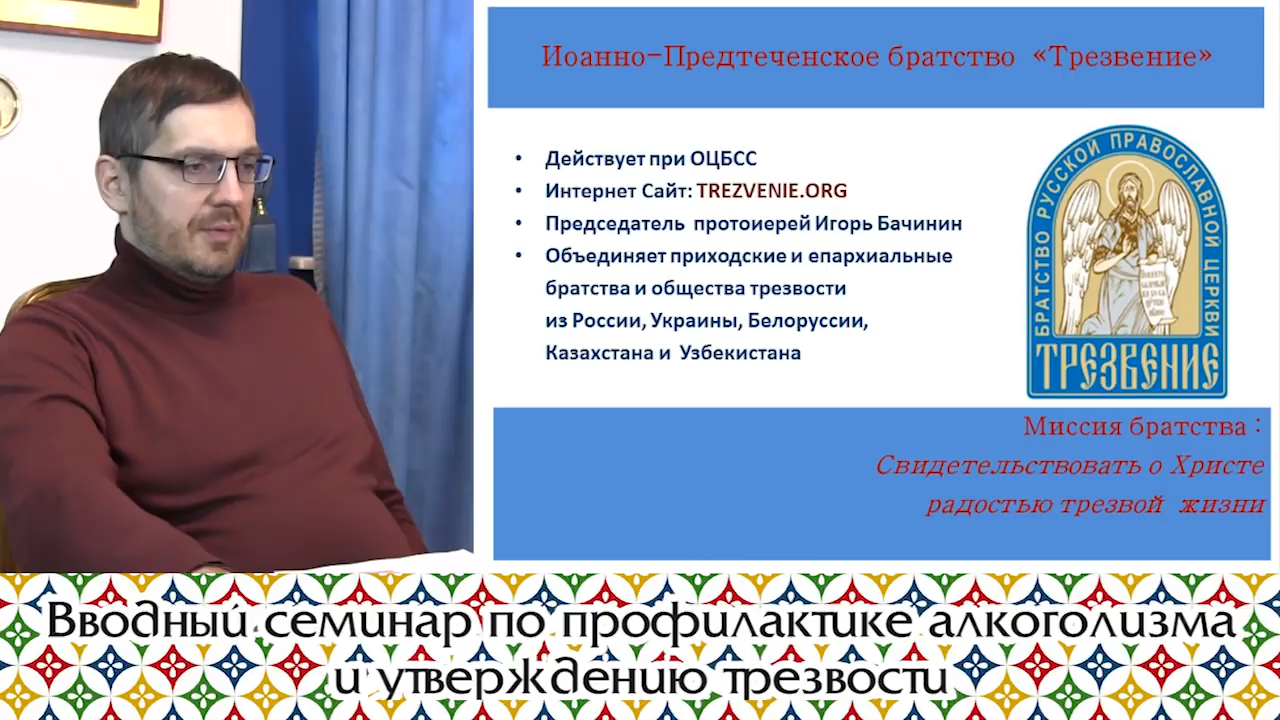 Иоанно-Предтеченское братство «Трезвение»
• Действует при ОЦБСС
• Интернет Сайт: TREZVENIE.ORG
• Председатель протоиерей Игорь Бачинин
• Объединяет приходские и епархиальные
братства и общества трезвости
из России, Украины, Белоруссии,
Казахстана и Узбекистана
БРАТСТВО РУССКОЙ ПРАВОСЛАВНОЙ ЦЕРКВИ
ТРЕЗВЕНИЕ
Миссия братства :
Свидетельствовать о Христе
радостью трезвой жизни
Вводный семинар по профилактике алкоголизма
и утверждению трезвости